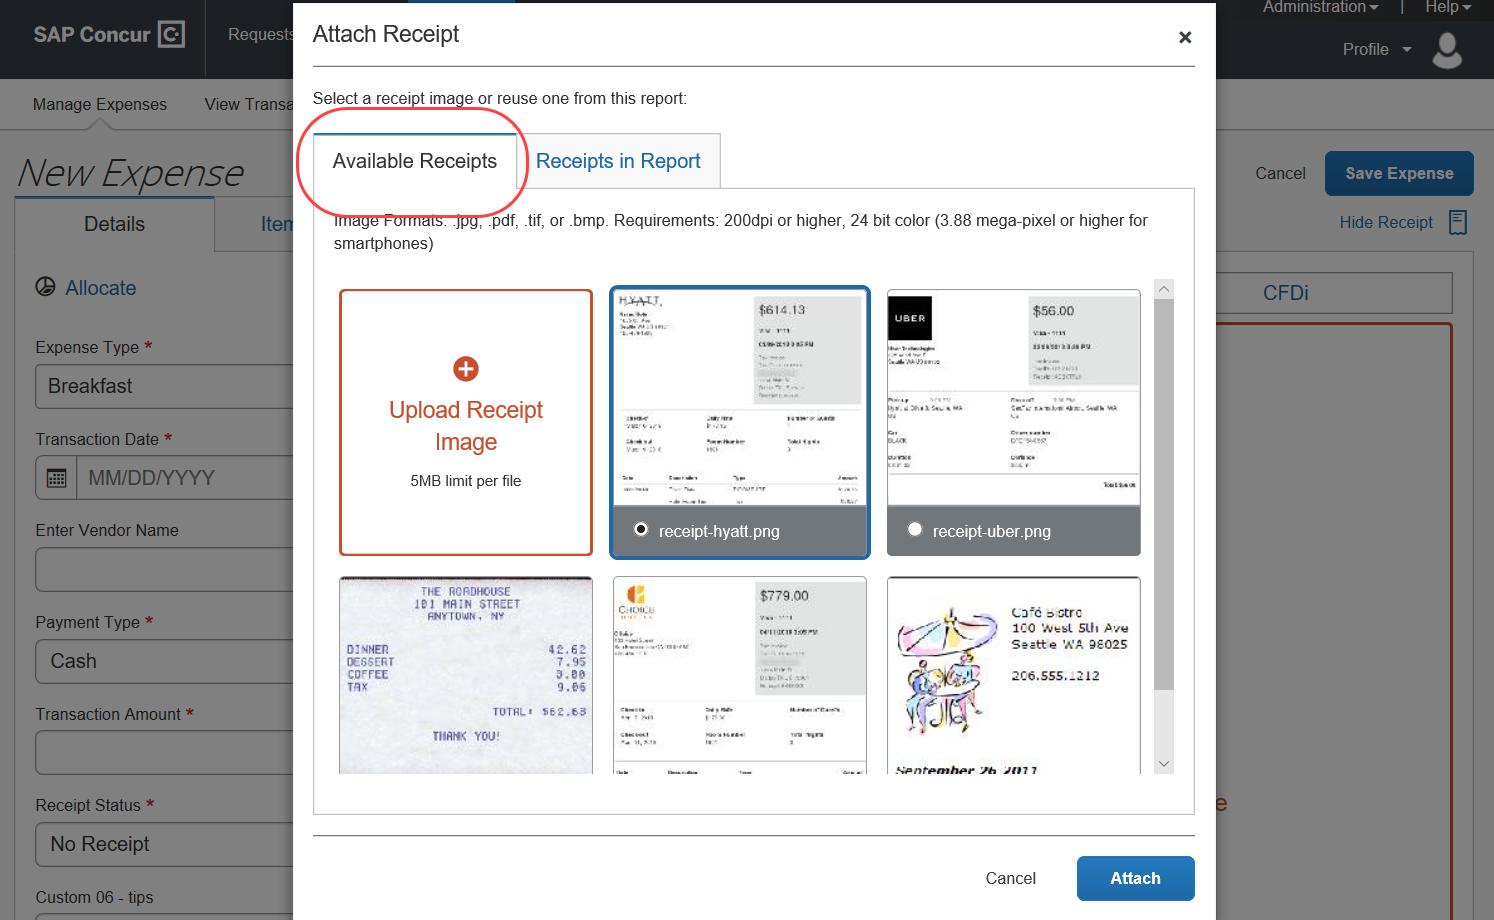 SAP Concur C
Requests
Administration
|
Help
Profile
Manage Expenses
View Transa
New Expense
Cancel
Save Expense
Hide Receipt
Details
Item
Allocate
CFDi
Expense Type *
Breakfast
Transaction Date *
MM/DD/YYYY
Enter Vendor Name
Payment Type *
Cash
Transaction Amount *
Receipt Status *
No Receipt
Custom 06 - tips
e
Attach Receipt
×
Select a receipt image or reuse one from this report:
Available Receipts
Receipts in Report
Image Formats: .jpg, .pdf, .tif, or .bmp. Requirements: 200dpi or higher, 24 bit color (3.88 mega-pixel or higher for
smartphones)
Upload Receipt
Image
5MB limit per file
HYATT
$614.13
receipt-hyatt.png
UBER
$56.00
receipt-uber.png
THE ROADHOUSE
101 MAIN STREET
ANYTOWN, NY
DINNER 42.62
DESSERT 7.95
COFFEE 3.00
TAX 9.06
TOTAL: $62.63
THANK YOU!
CHOICE
$779.00
Café Bistro
100 West 5th Ave
Seattle WA 98025
206.555.1212
September 26 2011
Cancel
Attach